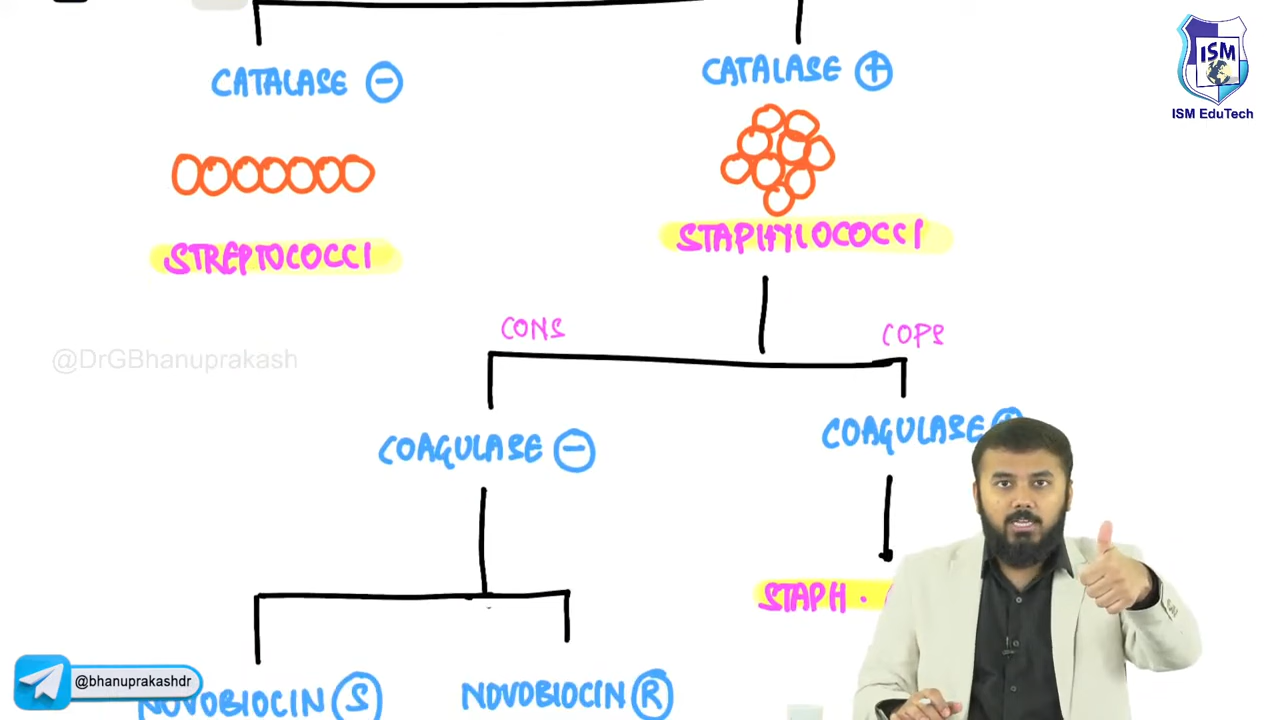 ISM
ISM EduTech
CATALASE −
CATALASE +
STREPTOCOCCI
STAPHYLOCOCCI
CONS
COPS
@DrGBhanuprakash
COAGULASE −
COAGULASE
STAPH.
@bhanuprakashdr
NOVOBIOCIN S
NOVOBIOCIN R